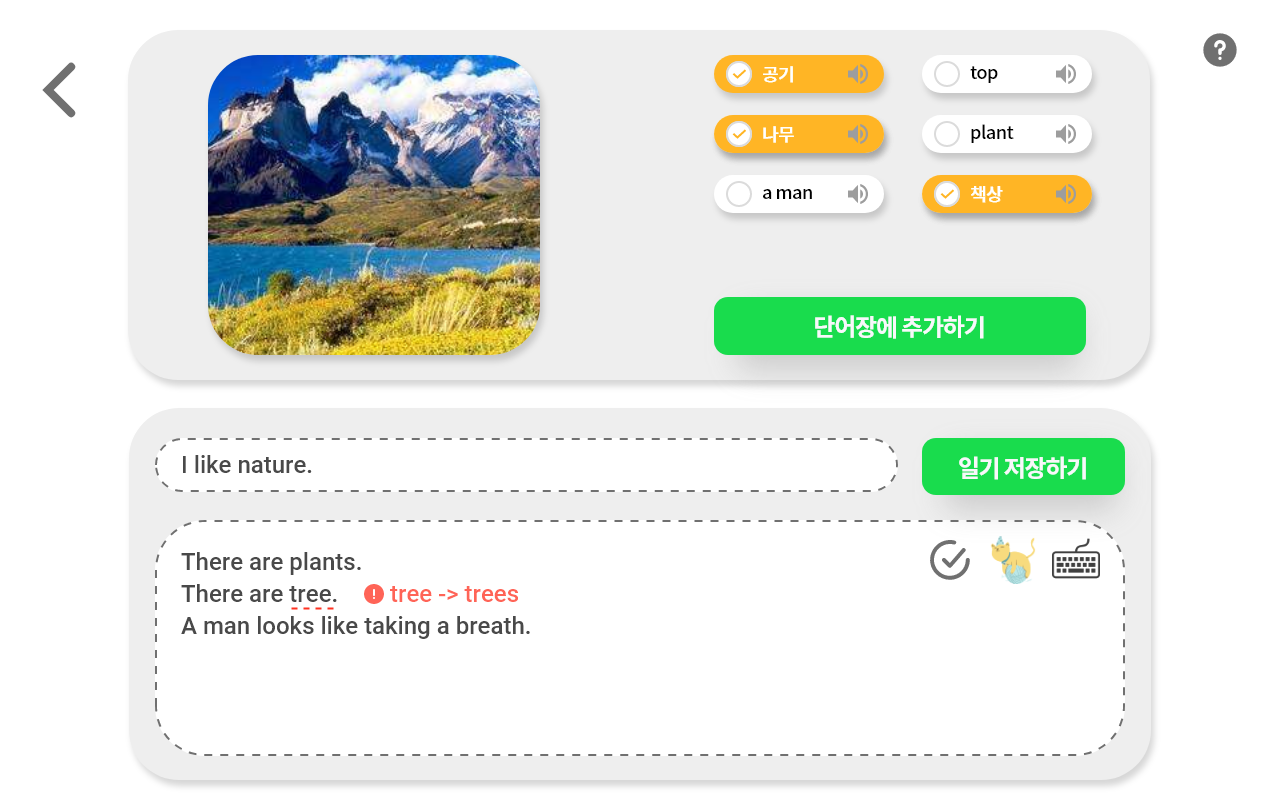 공기
top
나무
plant
a man
책상
단어장에 추가하기
I like nature.
일기 저장하기
There are plants.
There are tree. ! tree -> trees
A man looks like taking a breath.
?